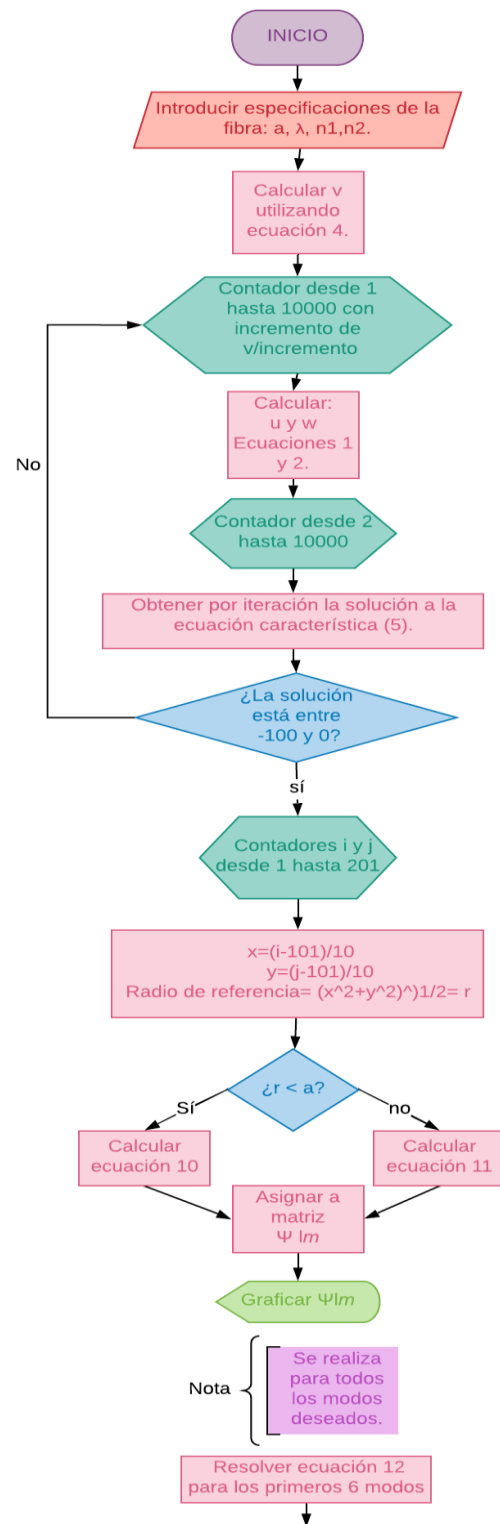 INICIO
Introducir especificaciones de la
fibra: a, λ, n1,n2.
Calcular v
utilizando
ecuación 4.
Contador desde 1
hasta 10000 con
incremento de
v/incremento
Calcular:
u y w
Ecuaciones 1
y 2.
No
Contador desde 2
hasta 10000
Obtener por iteración la solución a la
ecuación característica (5).
¿La solución
está entre
-100 y 0?
sí
Contadores i y j
desde 1 hasta 201
x=(i-101)/10
y=(j-101)/10
Radio de referencia= (x^2+y^2)^)1/2= r
¿r < a?
Sí
no
Calcular
ecuación 10
Calcular
ecuación 11
Asignar a
matriz
Ψ lm
Graficar Ψlm
Nota
Se realiza
para todos
los modos
deseados.
Resolver ecuación 12
para los primeros 6 modos